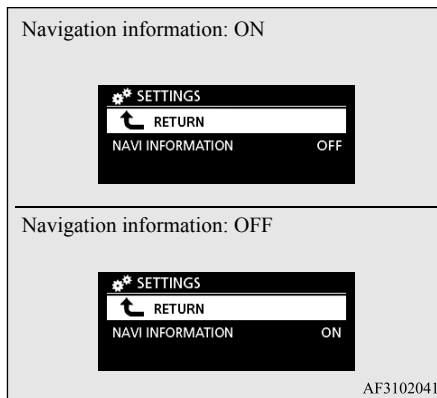 Navigation information: ON
SETTINGS
RETURN
NAVI INFORMATION OFF
Navigation information: OFF
SETTINGS
RETURN
NAVI INFORMATION ON
AF3102041